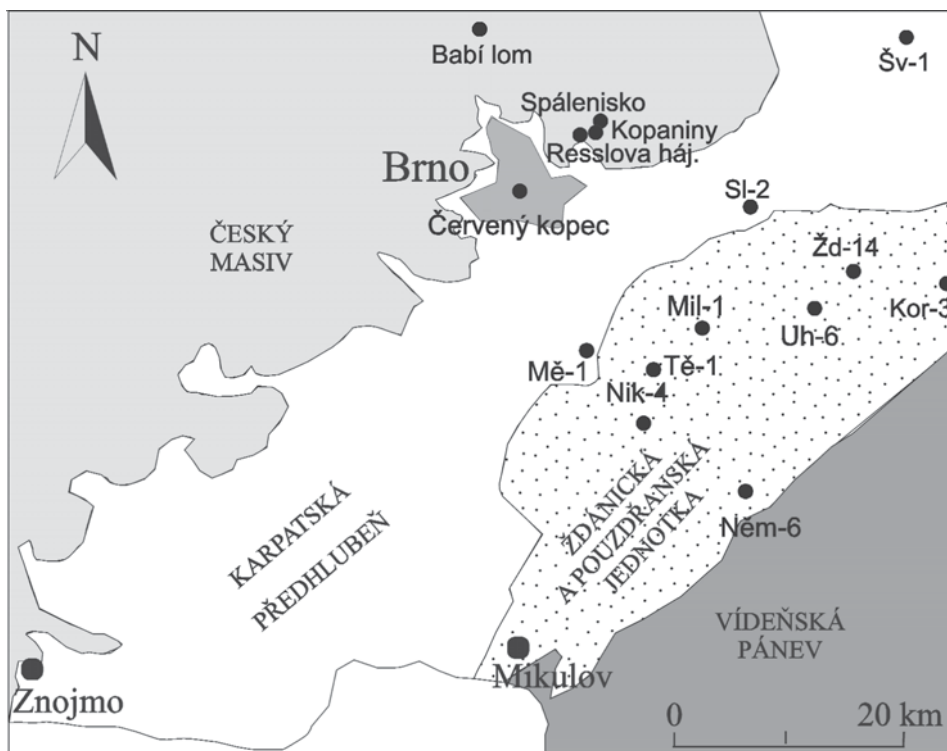 N
Babí lom
Šv-1
Spálenisko
Kopaniny
Resslova háj.
Brno
Červený kopec
Sl-2
ČESKÝ
MASIV
Žd-14
Kor-3
Uh-6
Mil-1
Mě-1
Tě-1
Nik-4
Něm-6
KARPATSKÁ
PŘEDHLUBEŇ
ŽDÁNICKÁ
A POUZDŘANSKÁ
JEDNOTKA
VÍDEŇSKÁ
PÁNEV
Mikulov
Znojmo
0 20 km